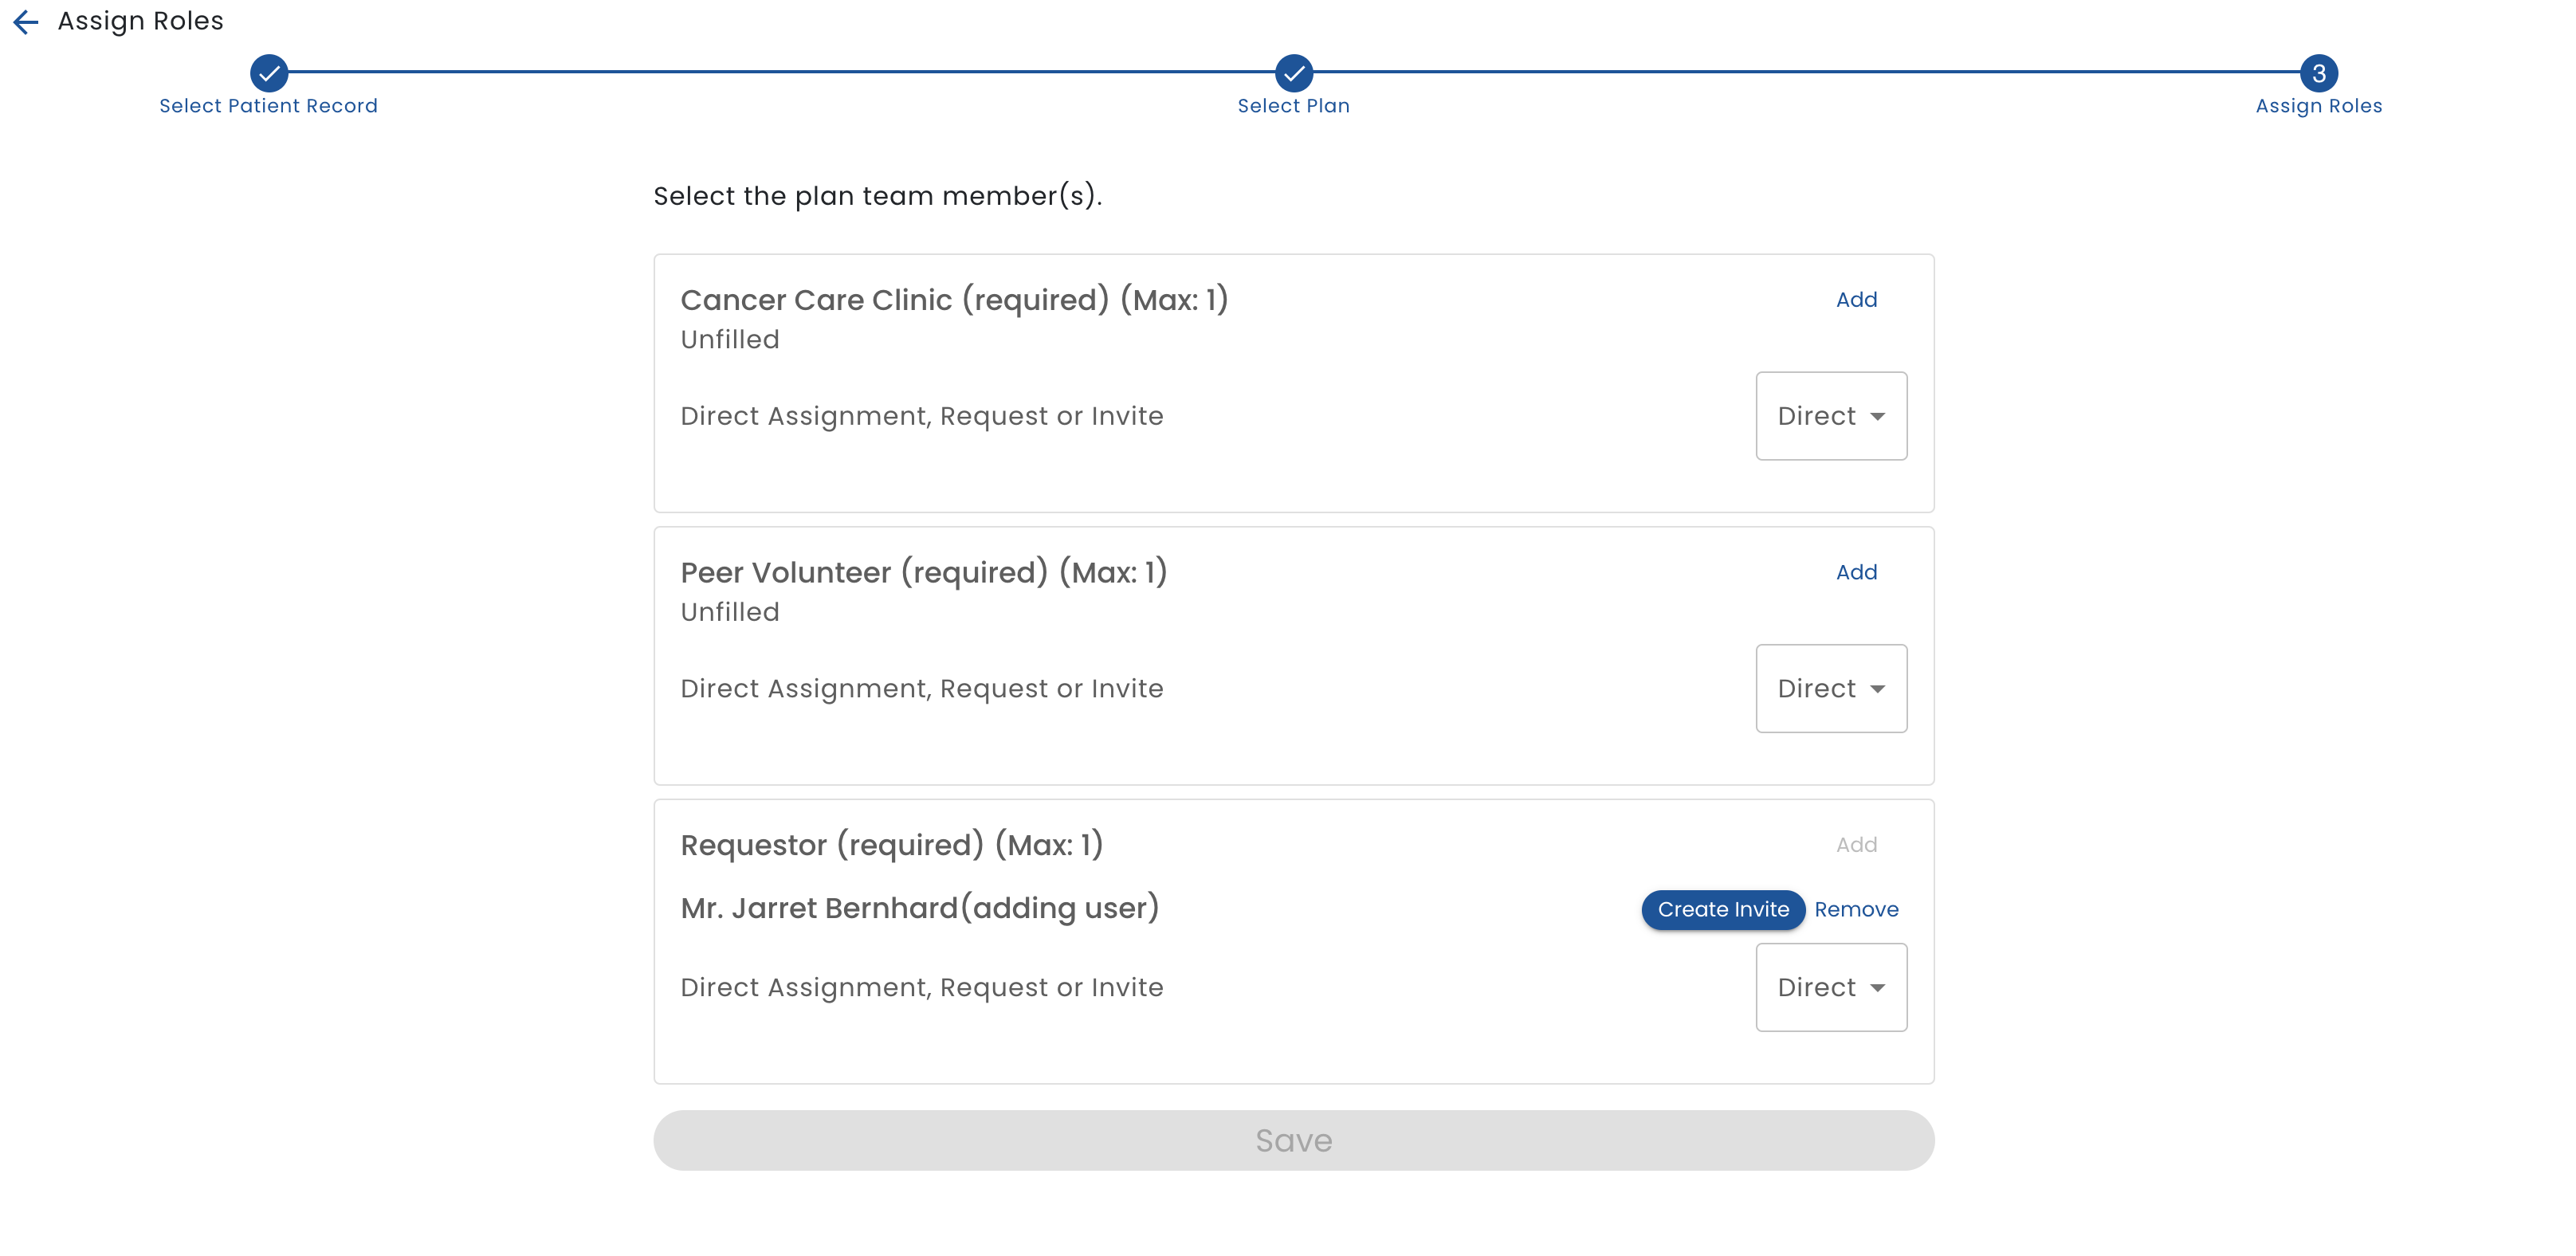 Assign Roles
3
Select Patient Record
Select Plan
Assign Roles
Select the plan team member(s).
Cancer Care Clinic (required) (Max: 1)
Add
Unfilled
Direct Assignment, Request or Invite
Direct
Peer Volunteer (required) (Max: 1)
Add
Unfilled
Direct Assignment, Request or Invite
Direct
Requestor (required) (Max: 1)
Add
Mr. Jarret Bernhard(adding user)
Create Invite
Remove
Direct Assignment, Request or Invite
Direct
Save